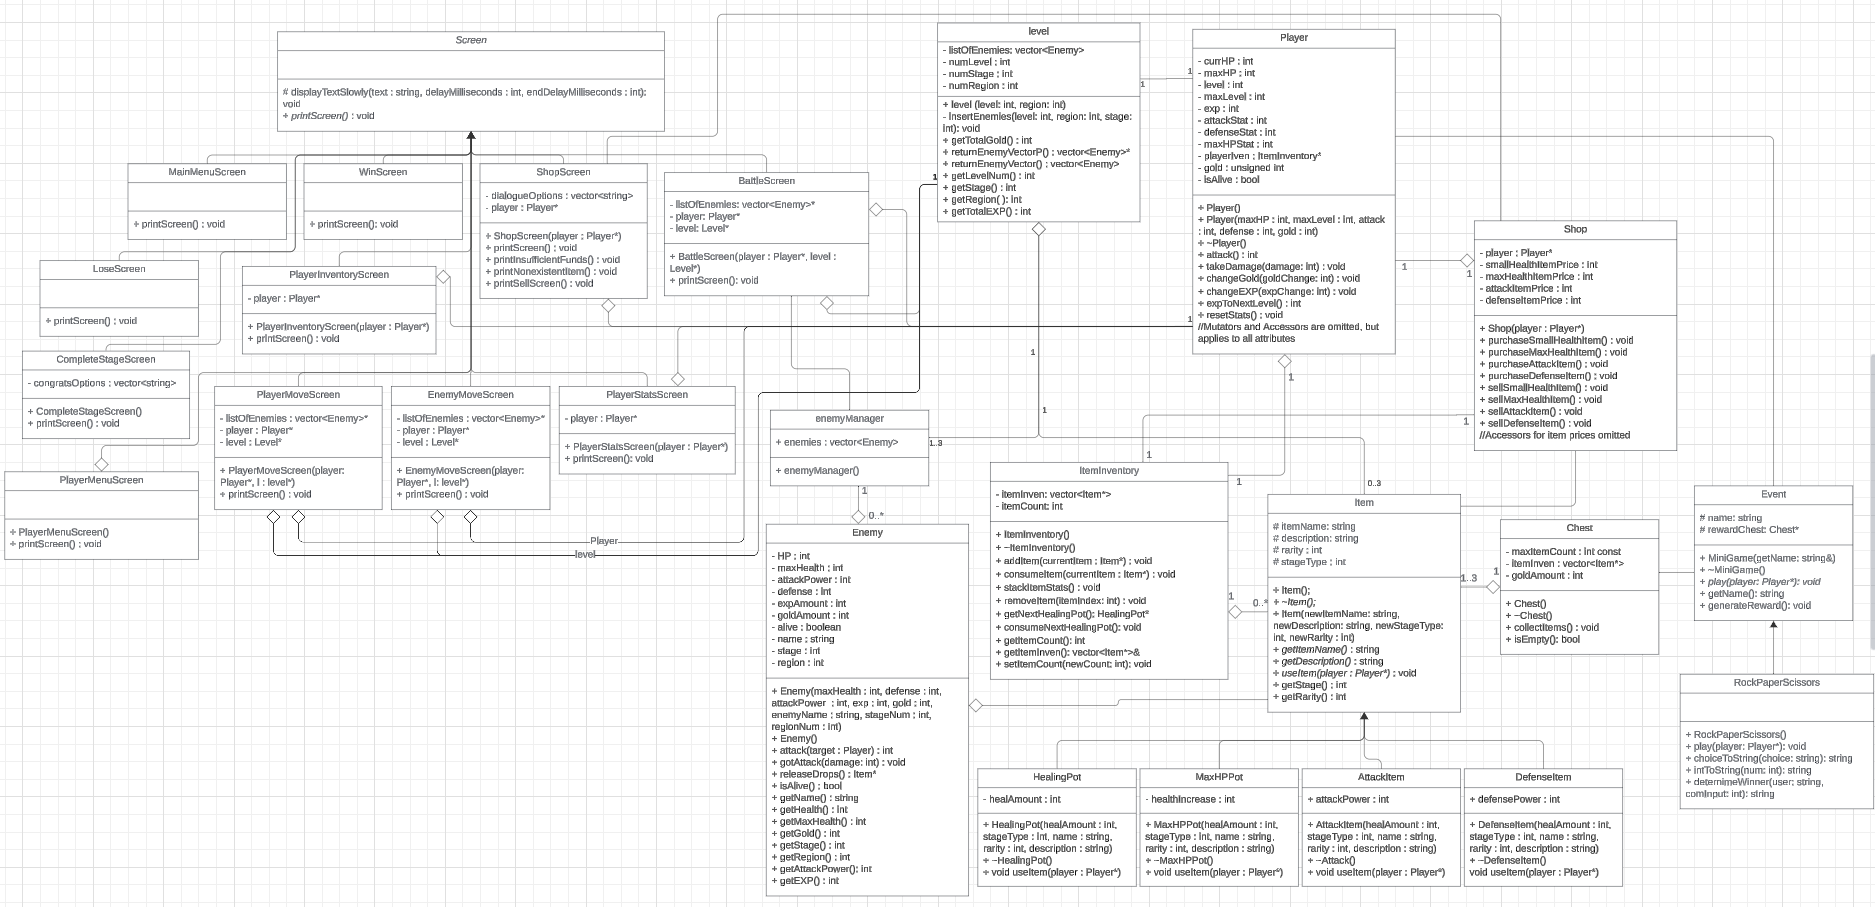 Screen
# displayTextSlowly(text : string, delayMilliseconds : int, endDelayMilliseconds : int):
void
+ printScreen() : void
MainMenuScreen
+ printScreen() : void
WinScreen
+ printScreen(): void
ShopScreen
- dialogueOptions : vector<string>
- player : Player*
+ ShopScreen(player : Player*)
+ printScreen() : void
+ printInsufficientFunds() : void
+ printNonexistentItem() : void
+ printSellScreen() : void
BattleScreen
- listOfEnemies: vector<Enemy>*
- player: Player*
- level: Level*
+ BattleScreen(player : Player*, level :
Level*)
+ printScreen(): void
LoseScreen
+ printScreen() : void
PlayerInventoryScreen
- player : Player*
+ PlayerInventoryScreen(player : Player*)
+ printScreen() : void
CompleteStageScreen
- congratsOptions : vector<string>
+ CompleteStageScreen()
+ printScreen() : void
PlayerMoveScreen
- listOfEnemies : vector<Enemy>*
- player : Player*
- level : Level*
+ PlayerMoveScreen(player:
Player*, l : level*)
+ printScreen() : void
EnemyMoveScreen
- listOfEnemies : vector<Enemy>*
- player : Player*
- level : Level*
+ EnemyMoveScreen(player:
Player*, l: level*)
+ printScreen() : void
PlayerStatsScreen
- player : Player*
+ PlayerStatsScreen(player : Player*)
+ printScreen(): void
PlayerMenuScreen
+ PlayerMenuScreen()
+ printScreen() : void
Player
level
level
- listOfEnemies: vector<Enemy>
- numLevel : int
- numStage : int
- numRegion : int
+ level (level: int, region: int)
- InsertEnemies(level: int, region: int, stage:
int): void
+ getTotalGold() : int
+ returnEnemyVectorP() : vector<Enemy>*
+ returnEnemyVector() : vector<Enemy>
+ getLevelNum() : int
+ getStage() : int
+ getRegion( ): int
+ getTotalEXP() : int
1
1
1
Player
- currHP : int
- maxHP : int
- level : int
- maxLevel : int
- exp : int
- attackStat : int
- defenseStat : int
- maxHPStat : int
- playerIven : ItemInventory*
- gold : unsigned int
- isAlive : bool
+ Player()
+ Player(maxHP : int, maxLevel : int, attack
: int, defense : int, gold : int)
+ ~Player()
+ attack() : int
+ takeDamage(damage: int) : void
+ changeGold(goldChange: int) : void
+ changeEXP(expChange: int) : void
+ expToNextLevel() : int
+ resetStats() : void
//Mutators and Accessors are omitted, but
applies to all attributes
1
1
1
1
Shop
- player : Player*
- smallHealthItemPrice : int
- maxHealthItemPrice : int
- attackItemPrice : int
- defenseItemPrice : int
+ Shop(player : Player*)
+ purchaseSmallHealthItem() : void
+ purchaseMaxHealthItem() : void
+ purchaseAttackItem() : void
+ purchaseDefenseItem() : void
+ sellSmallHealthItem() : void
+ sellMaxHealthItem() : void
+ sellAttackItem() : void
+ sellDefenseItem() : void
//Accessors for item prices omitted
1
1
1
enemyManager
+ enemies : vector<Enemy>
+ enemyManager()
1..3
1
0..*
Enemy
- HP : int
- maxHealth : int
- attackPower : int
- defense : int
- expAmount : int
- goldAmount : int
- alive : boolean
- name : string
- stage : int
- region : int
+ Enemy(maxHealth : int, defense : int,
attackPower : int, exp : int, gold : int,
enemyName : string, stageNum : int,
regionNum : int)
+ Enemy()
+ attack(target : Player) : int
+ gotAttack(damage: int) : void
+ releaseDrops() : Item*
+ isAlive() : bool
+ getName() : string
+ getHealth() : int
+ getMaxHealth() : int
+ getGold() : int
+ getStage() : int
+ getRegion() : int
+ getAttackPower(): int
+ getEXP() : int
1
1
ItemInventory
- itemInven: vector<Item*>
- itemCount: int
+ ItemInventory()
+ ~ItemInventory()
+ addItem(currentItem : Item*) : void
+ consumeItem(currentItem : Item*) : void
+ stackItemStats() : void
+ removeItem(itemIndex: int) : void
+ getNextHealingPot(): HealingPot*
+ consumeNextHealingPot(): void
+ getItemCount(): int
+ getItemInven(): vector<Item*>&
+ setItemCount(newCount: int): void
1
0..*
0..3
Item
# itemName: string
# description: string
# rarity : int
# stageType : int
+ Item();
+ ~Item();
+ Item(newItemName: string,
newDescription: string, newStageType:
int, newRarity : int)
+ getItemName() : string
+ getDescription() : string
+ useItem(player : Player*) : void
+ getStage() : int
+ getRarity() : int
1..3
1
Chest
- maxItemCount : int const
- itemInven : vector<Item*>
- goldAmount : int
+ Chest()
+ ~Chest()
+ collectItems() : void
+ isEmpty(): bool
Event
# name: string
# rewardChest: Chest*
+ MiniGame(getName: string&)
+ ~MiniGame()
+ play(player: Player*): void
+ getName(): string
+ generateReward(): void
RockPaperScissors
+ RockPaperScissors()
+ play(player: Player*): void
+ choiceToString(choice: string): string
+ intToString(num: int): string
+ deternimeWinner(user: string,
comInput: int): string
HealingPot
- healAmount : int
+ HealingPot(healAmount : int,
stageType : int, name : string,
rarity : int, description : string)
+ ~HealingPot()
+ void useItem(player : Player*)
MaxHPPot
- healthIncrease : int
+ MaxHPPot(healAmount : int,
stageType : int, name : string,
rarity : int, description : string)
+ ~MaxHPPot()
+ void useItem(player : Player*)
AttackItem
+ attackPower : int
+ AttackItem(healAmount : int,
stageType : int, name : string,
rarity : int, description : string)
+ ~Attack()
+ void useItem(player : Player*)
DefenseItem
+ defensePower : int
+ DefenseItem(healAmount : int,
stageType : int, name : string,
rarity : int, description : string)
+ ~DefenseItem()
void useItem(player : Player*)